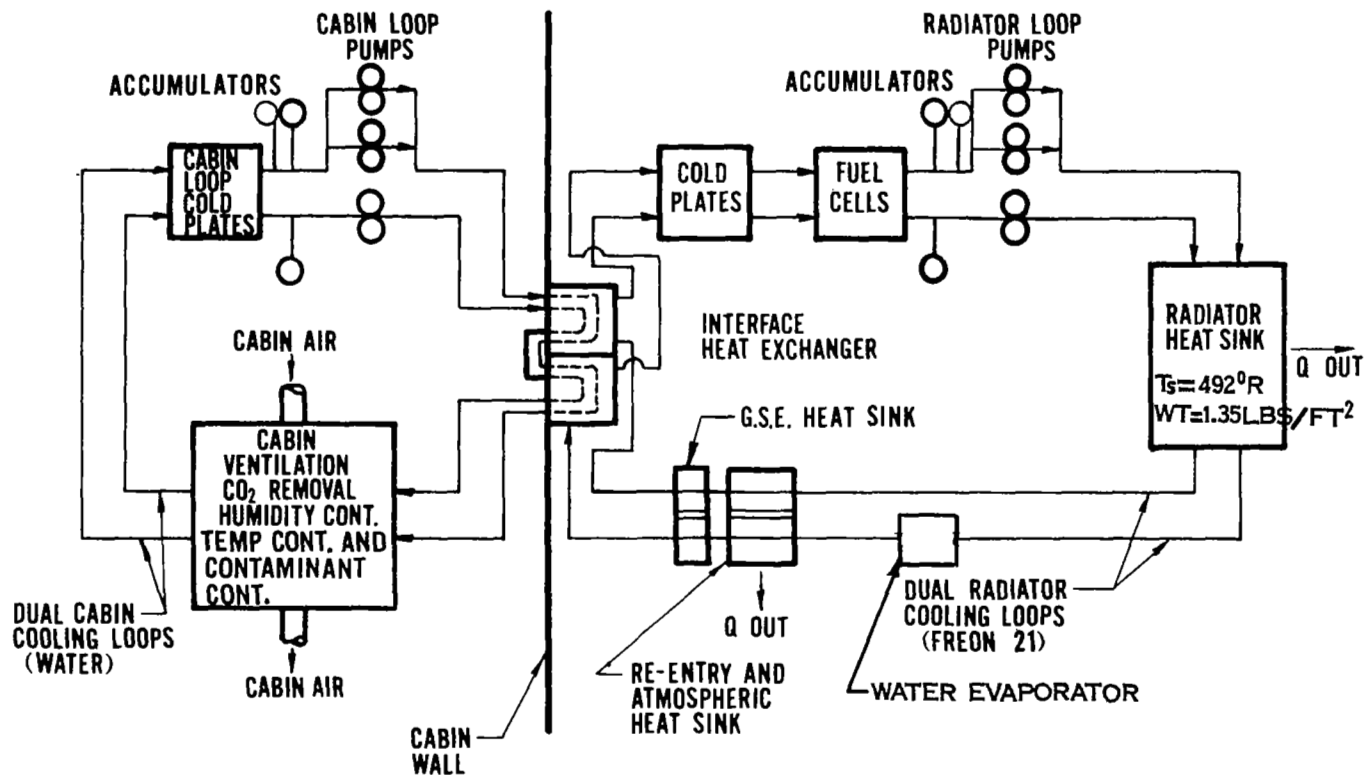 CABIN LOOP
PUMPS
ACCUMULATORS
CABIN
LOOP
COLD
PLATES
CABIN AIR
CABIN
VENTILATION
CO₂ REMOVAL
HUMIDITY CONT.
TEMP CONT. AND
CONTAMINANT
CONT.
DUAL CABIN
COOLING LOOPS
(WATER)
CABIN AIR
CABIN
WALL
RADIATOR LOOP
PUMPS
ACCUMULATORS
COLD
PLATES
FUEL
CELLS
INTERFACE
HEAT EXCHANGER
RADIATOR
HEAT SINK
Ts=492⁰R
WT=1.35LBS/FT²
Q OUT
G.S.E. HEAT SINK
Q OUT
RE-ENTRY AND
ATMOSPHERIC
HEAT SINK
DUAL RADIATOR
COOLING LOOPS
(FREON 21)
WATER EVAPORATOR